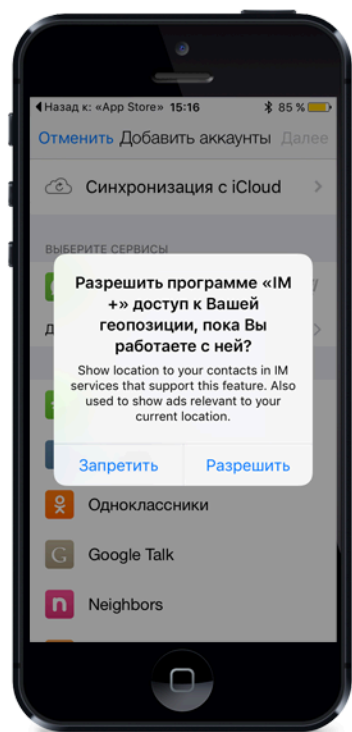 Назад к: «App Store» 15:16 85 %
Отменить Добавить аккаунты Далее
Синхронизация с iCloud
ВЫБЕРИТЕ СЕРВИСЫ
Разрешить программе «IM
+» доступ к Вашей
геопозиции, пока Вы
работаете с ней?
Show location to your contacts in IM
services that support this feature. Also
used to show ads relevant to your
current location.
Запретить Разрешить
Одноклассники
Google Talk
Neighbors